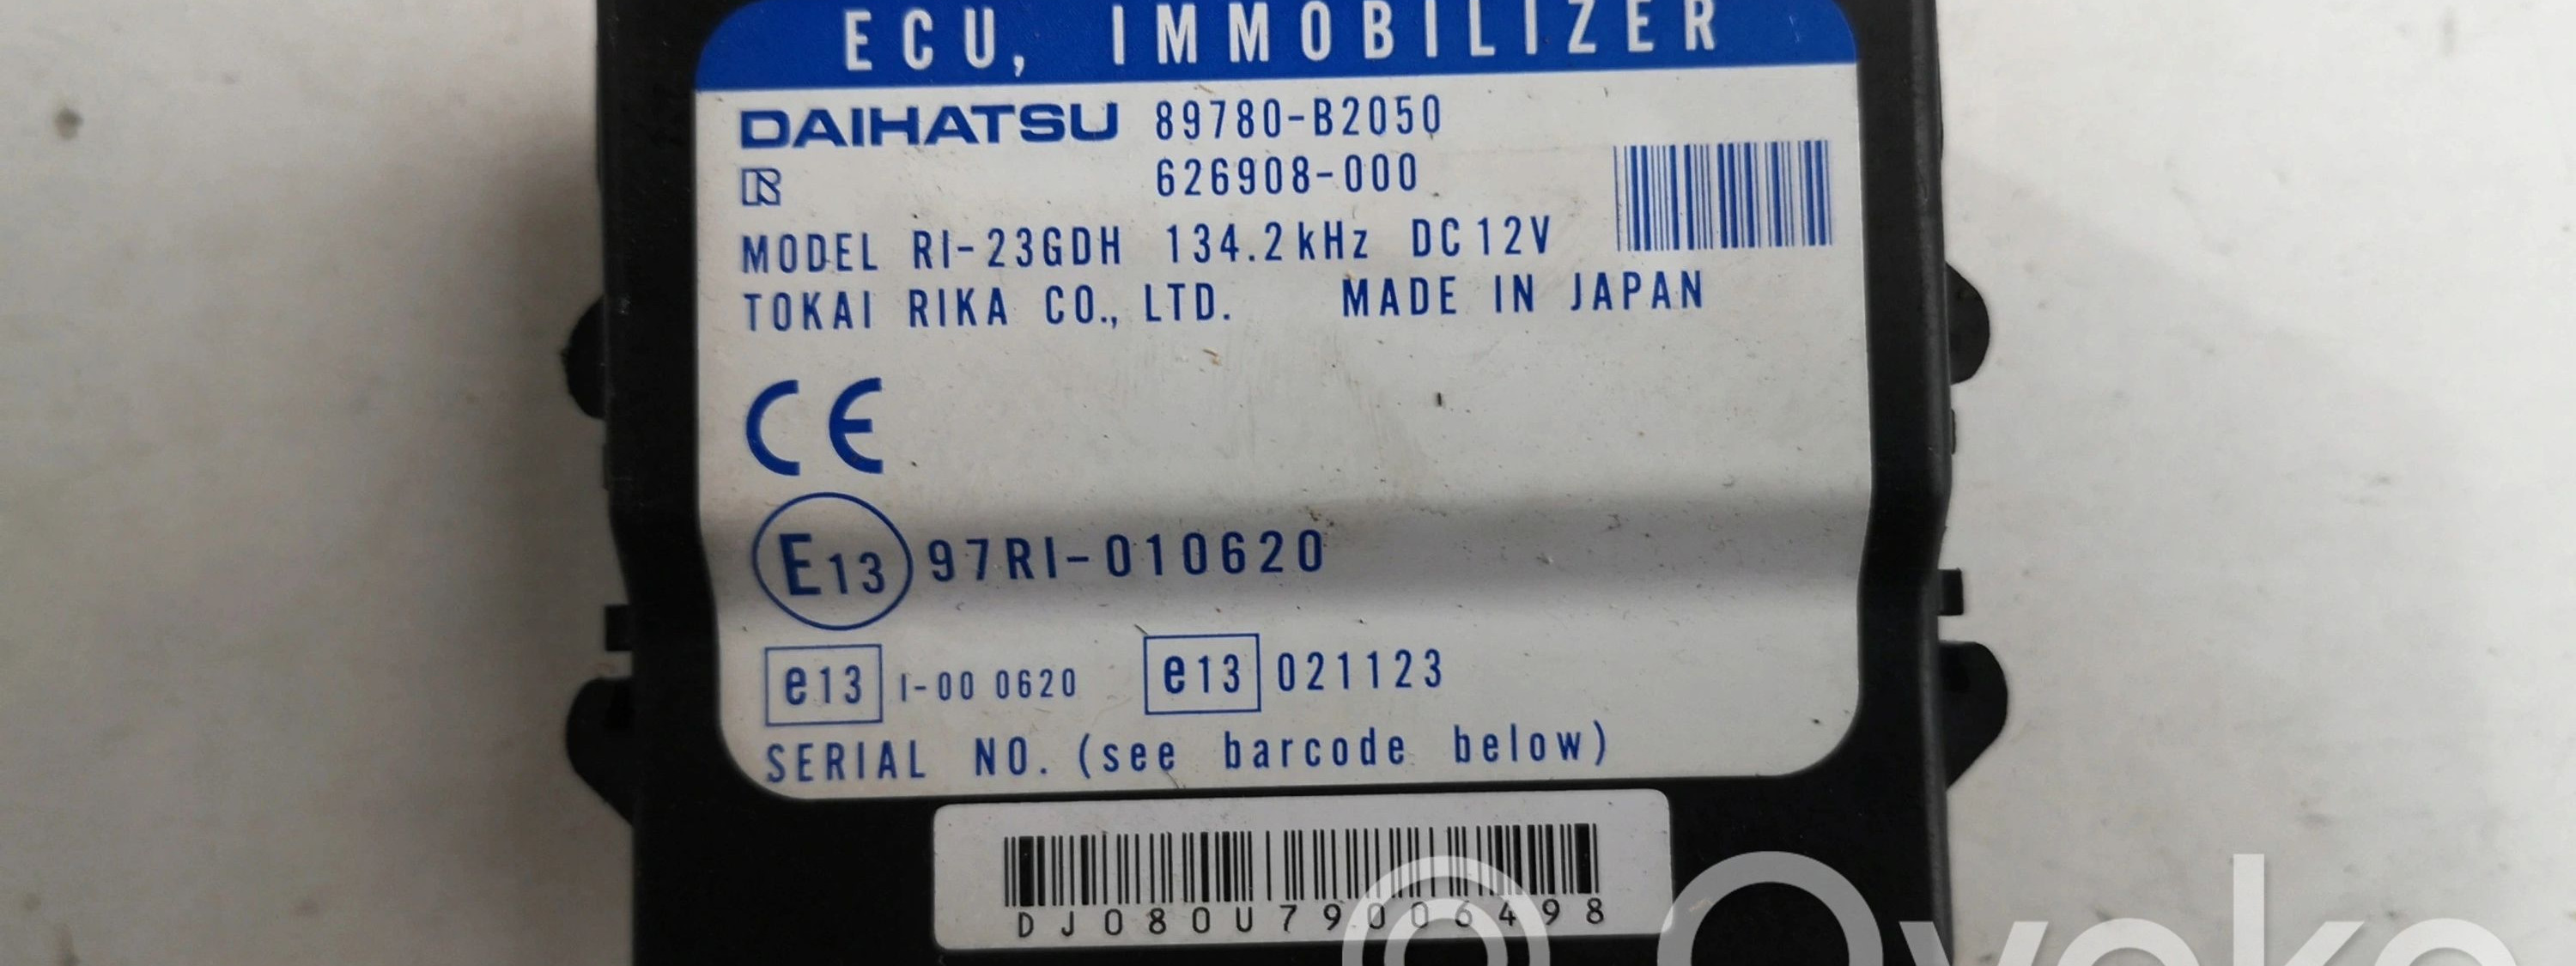 ECU, IMMOBILIZER
DAIHATSU 89780-B2050
626908-000
MODEL RI-23GDH 134.2kHz DC12V
TOKAI RIKA CO., LTD. MADE IN JAPAN
CE
E13 97RI-010620
e13 I-00 0620 e13 021123
SERIAL NO. (see barcode below)
DJ080U79006498
Ovoko